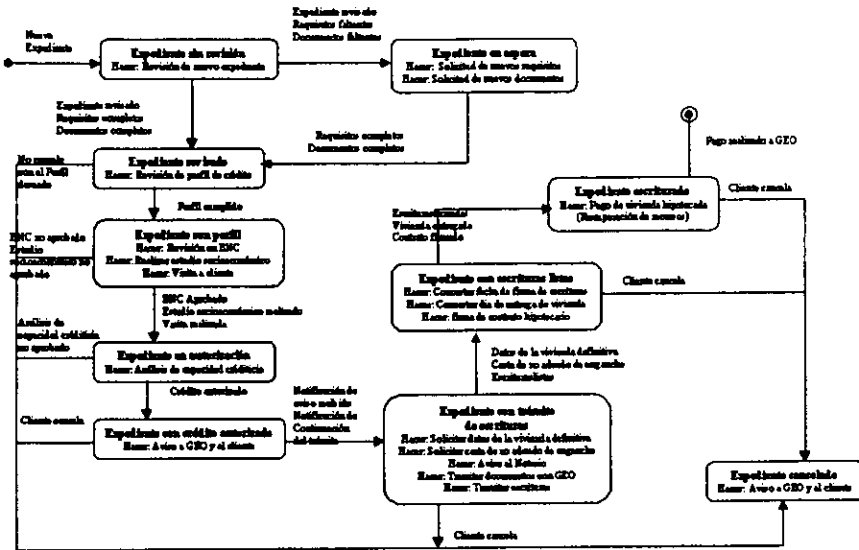 Nuevo
Expediente
Expediente sin revisión
Hacer: Revisión de nuevo expediente
Expediente revisado
Requisitos faltantes
Documentos faltantes
Expediente en espera
Hacer: Solicitud de nuevos requisitos
Hacer: Solicitud de nuevos documentos
Expediente revisado
Requisitos completos
Documentos completos
Requisitos completos
Documentos completos
No cumple
con el Perfil
deseado
Expediente revisado
Hacer: Revisión de perfil de crédito
Perfil cumplido
BNC no aprobado
Estudio
socioeconómico no
aprobado
Expediente con perfil
Hacer: Revisión en BNC
Hacer: Realizar estudio socioeconómico
Hacer: Visita a cliente
BNC Aprobado
Estudio socioeconómico realizado
Visita realizada
Análisis de
capacidad crediticia
no aprobado
Expediente en autorización
Hacer: Análisis de capacidad crediticia
Crédito autorizado
Cliente cancela
Expediente con crédito autorizado
Hacer: Aviso a GEO y al cliente
Notificación de
aviso recibido
Notificación de
Continuación
del trámite
Expediente con trámite
de escrituras
Hacer: Solicitar datos de la vivienda definitiva
Hacer: Solicitar carta de no adeudo de enganche
Hacer: Aviso al Notario
Hacer: Tramitar documentos con GEO
Hacer: Tramitar escrituras
Datos de la vivienda definitiva
Carta de no adeudo de enganche
Escrituras listas
Expediente con escrituras listas
Hacer: Concertar fecha de firma de escrituras
Hacer: Concertar día de entrega de vivienda
Hacer: firma de contrato hipotecario
Cliente cancela
Escritura firmada
Vivienda entregada
Contrato firmado
Expediente escriturado
Hacer: Pago de vivienda hipotecada
(Recuperación de recursos)
Pago realizado a GEO
Cliente cancela
Expediente cancelado
Hacer: Aviso a GEO y al cliente
Cliente cancela